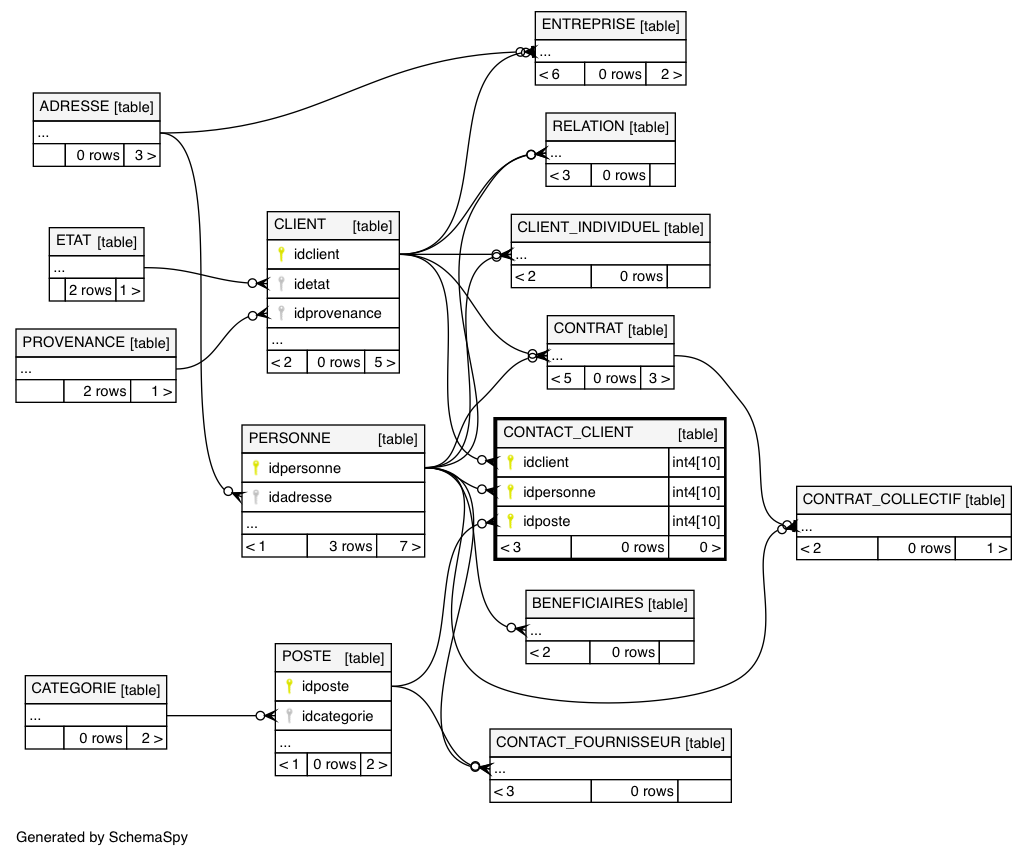 ENTREPRISE [table]
...
< 6 0 rows 2 >
ADRESSE [table]
...
0 rows 3 >
RELATION [table]
...
< 3 0 rows
ETAT [table]
...
2 rows 1 >
CLIENT [table]
idclient
idetat
idprovenance
...
< 2 0 rows 5 >
CLIENT_INDIVIDUEL [table]
...
< 2 0 rows
PROVENANCE [table]
...
2 rows 1 >
CONTRAT [table]
...
< 5 0 rows 3 >
PERSONNE [table]
idpersonne
idadresse
...
< 1 3 rows 7 >
CONTACT_CLIENT [table]
idclient int4[10]
idpersonne int4[10]
idposte int4[10]
< 3 0 rows 0 >
CONTRAT_COLLECTIF [table]
...
< 2 0 rows 1 >
BENEFICIAIRES [table]
...
< 2 0 rows
CATEGORIE [table]
...
0 rows 2 >
POSTE [table]
idposte
idcategorie
...
< 1 0 rows 2 >
CONTACT_FOURNISSEUR [table]
...
< 3 0 rows
Generated by SchemaSpy